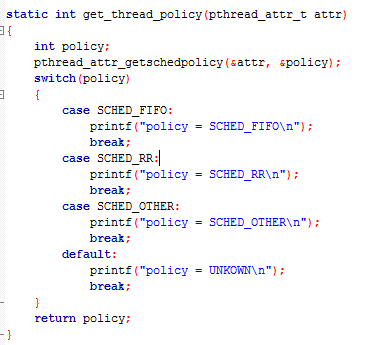 static int get_thread_policy(pthread_attr_t attr)
{
    int policy;
    pthread_attr_getschedpolicy(&attr, &policy);
    switch(policy)
    {
        case SCHED_FIFO:
            printf("policy = SCHED_FIFO\n");
            break;
        case SCHED_RR:
            printf("policy = SCHED_RR\n");
            break;
        case SCHED_OTHER:
            printf("policy = SCHED_OTHER\n");
            break;
        default:
            printf("policy = UNKOWN\n");
            break;
    }
    return policy;
}